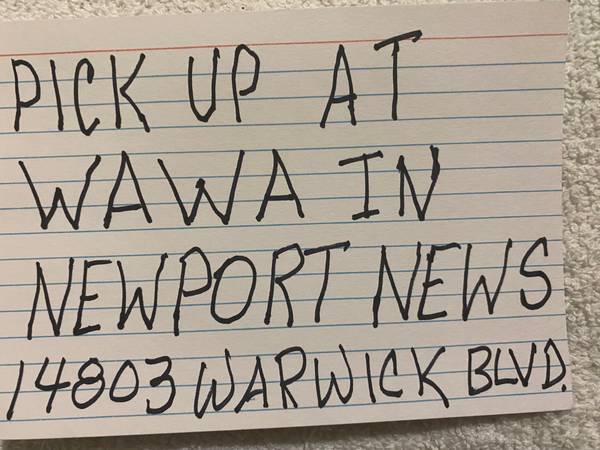 PICK UP AT
WAWA IN
NEWPORT NEWS
14803 WARWICK BLVD.